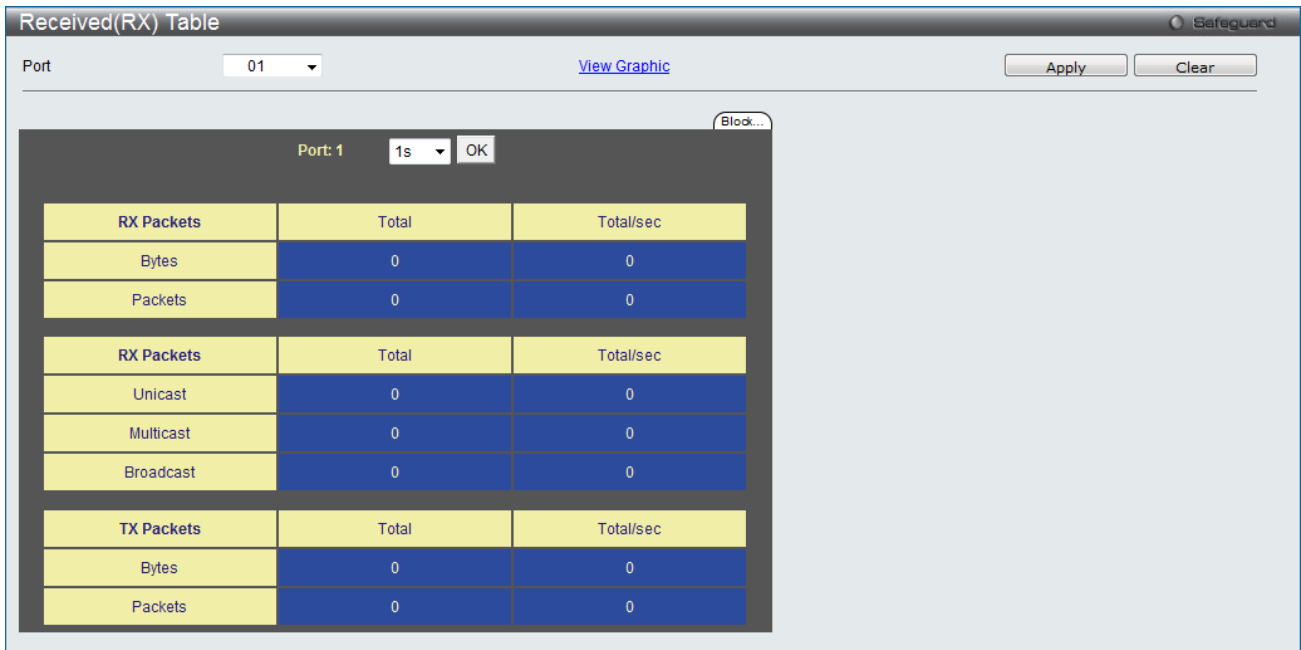 Received(RX) Table Safeguard
Port 01 View Graphic Apply Clear
Block...
Port: 1 1s OK
RX Packets Total Total/sec
Bytes 0 0
Packets 0 0
RX Packets Total Total/sec
Unicast 0 0
Multicast 0 0
Broadcast 0 0
TX Packets Total Total/sec
Bytes 0 0
Packets 0 0